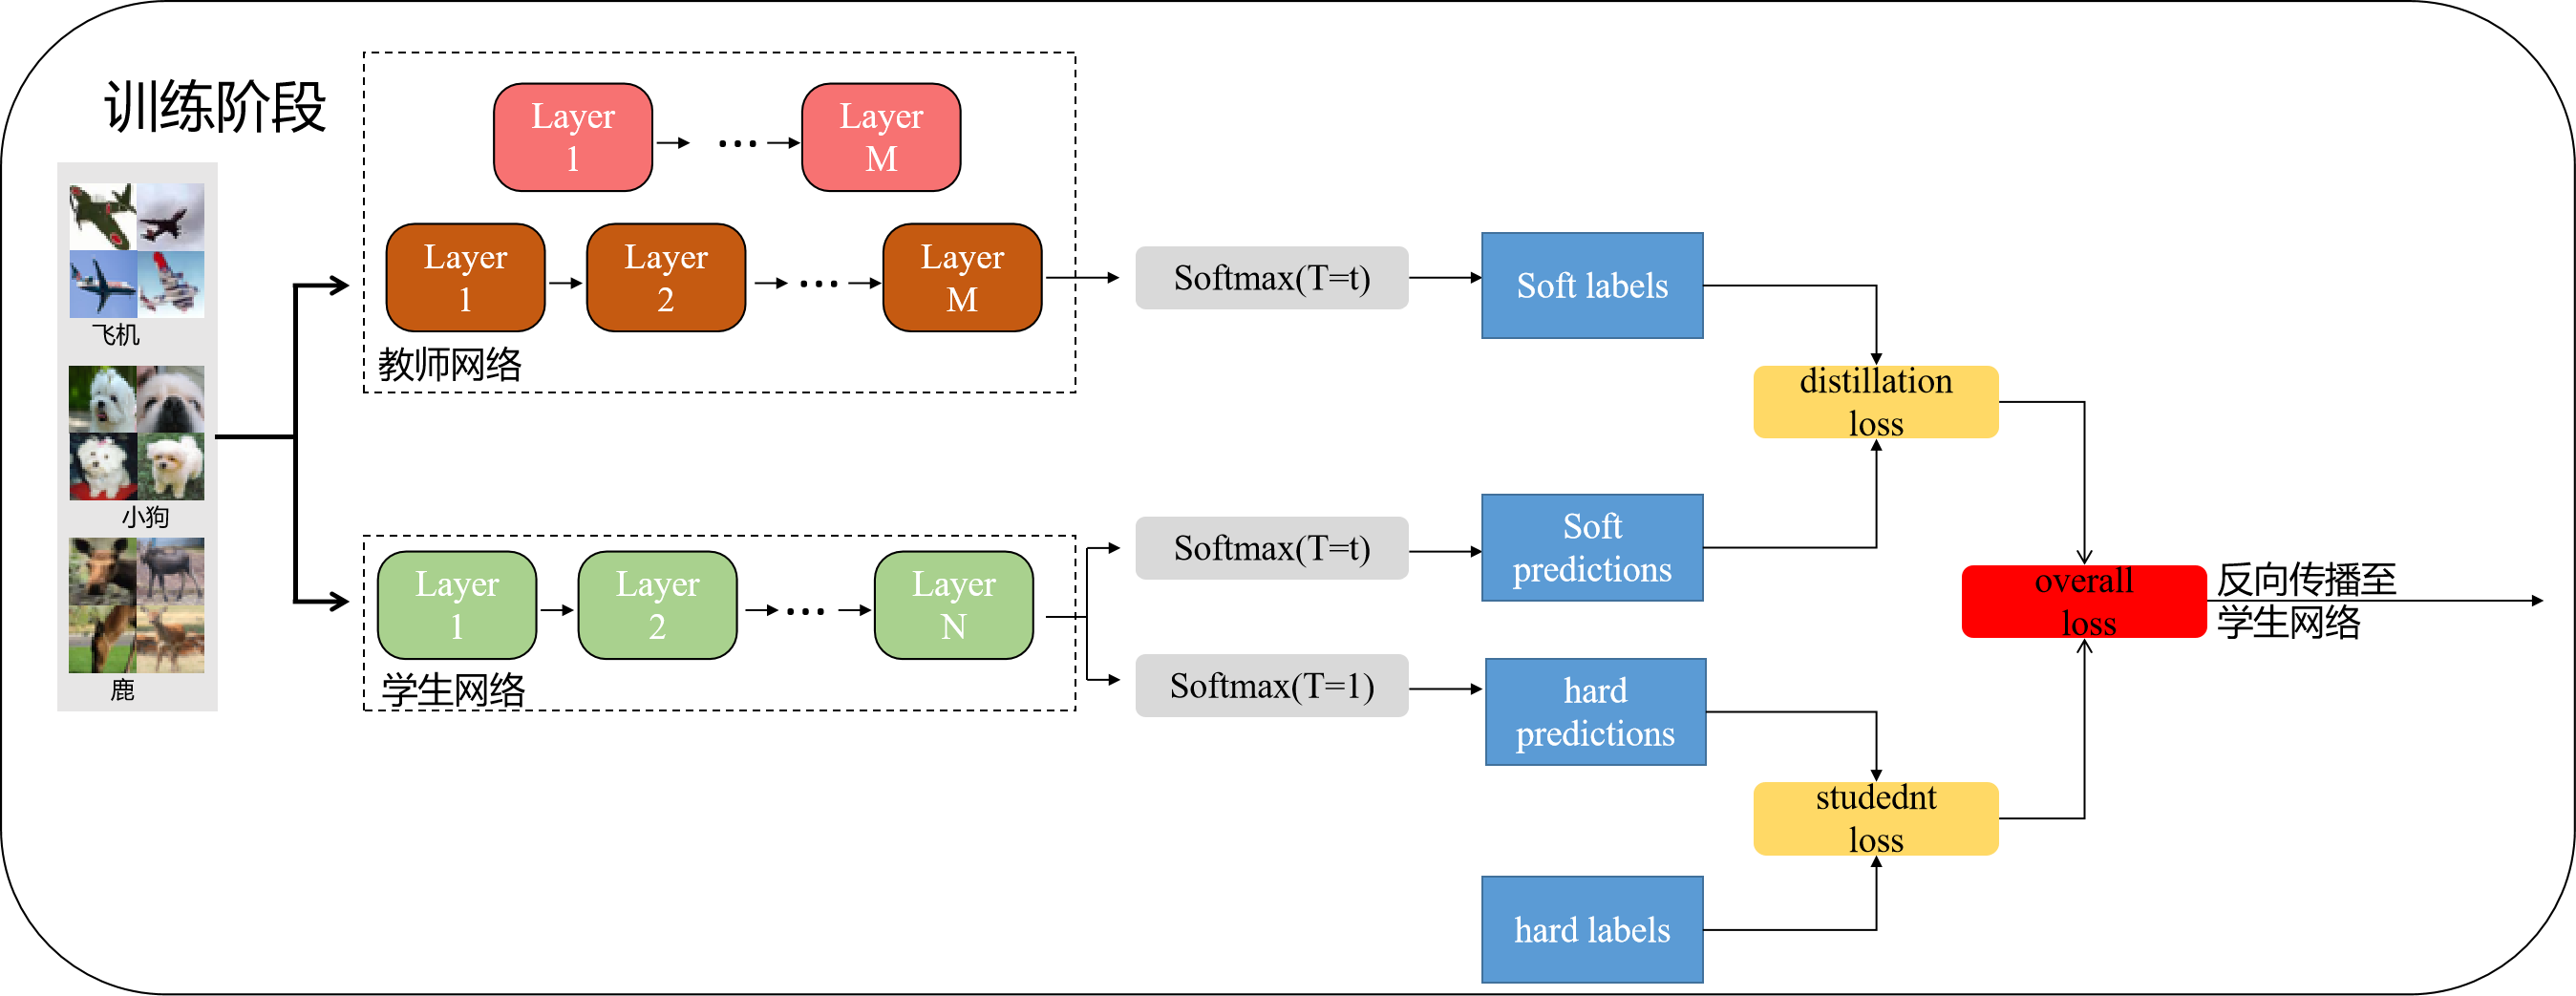 训练阶段
飞机
小狗
鹿
Layer
1
...
Layer
M
Layer
1
Layer
2
...
Layer
M
教师网络
Layer
1
Layer
2
...
Layer
N
学生网络
Softmax(T=t)
Softmax(T=t)
Softmax(T=1)
Soft labels
Soft
predictions
hard
predictions
hard labels
distillation
loss
studednt
loss
overall
loss
反向传播至
学生网络